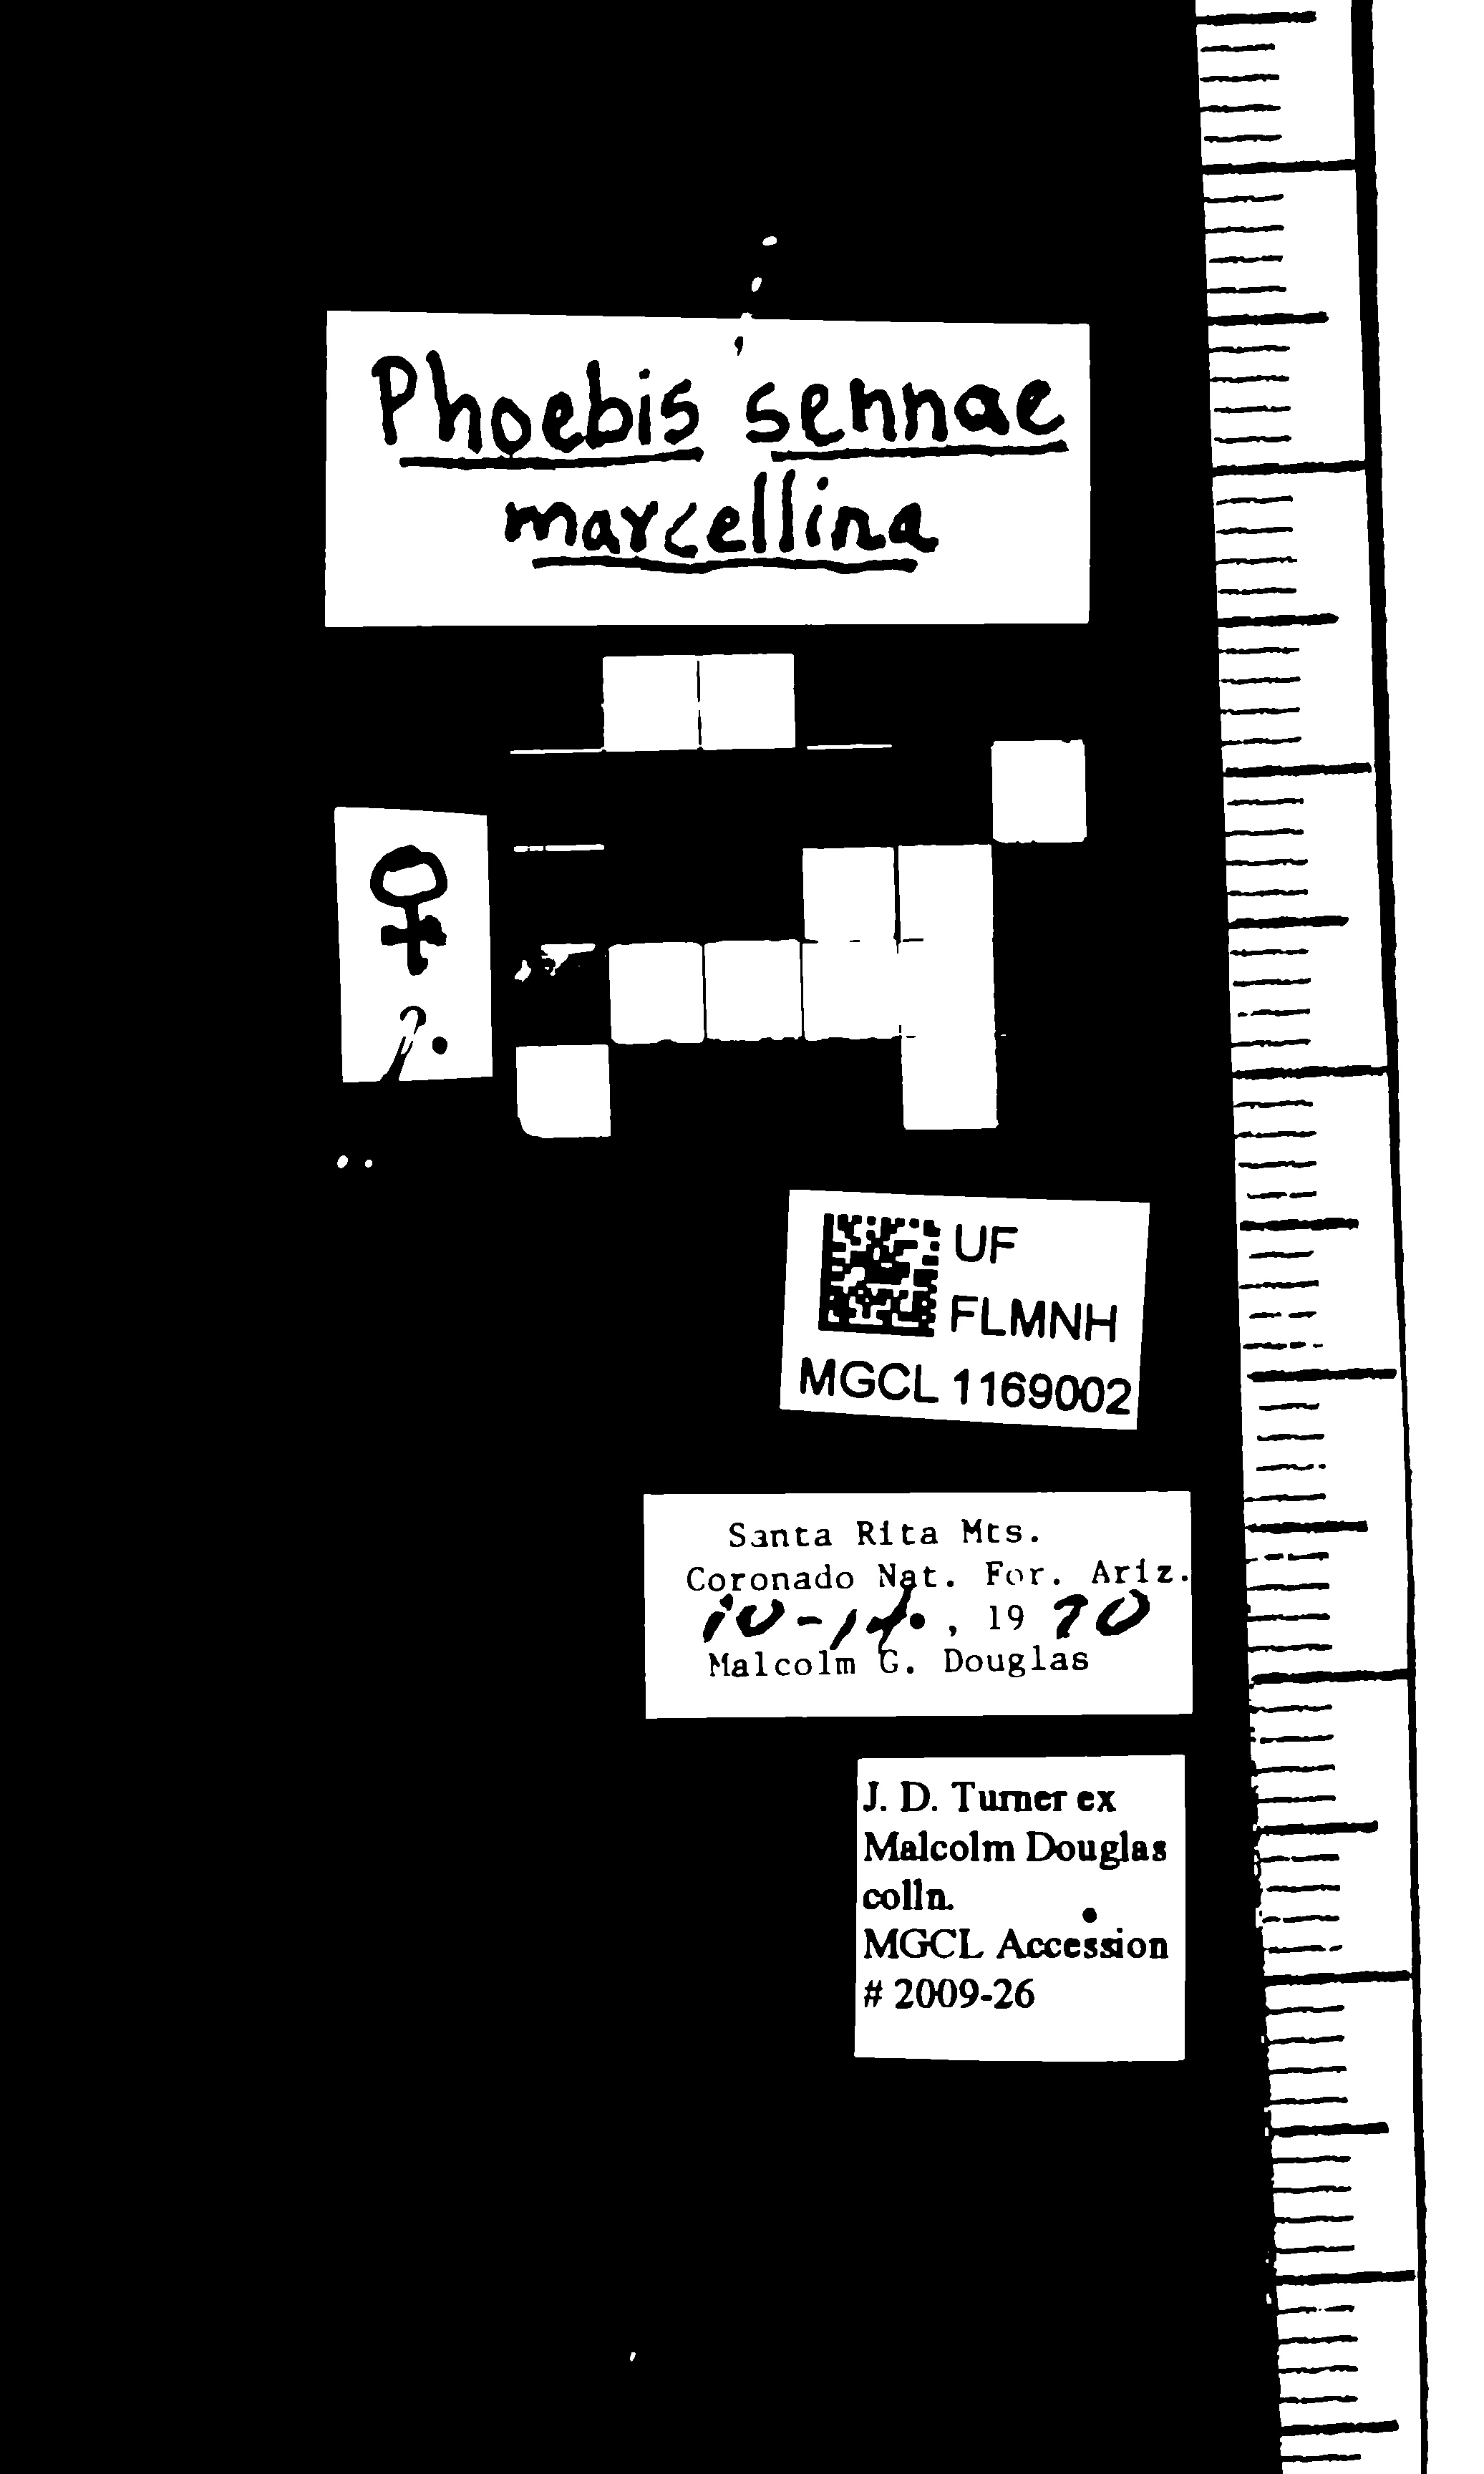 Phoebis sennae
marcellina
♀
?.
UF
FLMNH
MGCL 1169002
Santa Rita Mts.
Coronado Nat. For. Ariz.
10-14., 1970
Malcolm G. Douglas
J. D. Turner ex
Malcolm Douglas
colln.
MGCL Accession
# 2009-26